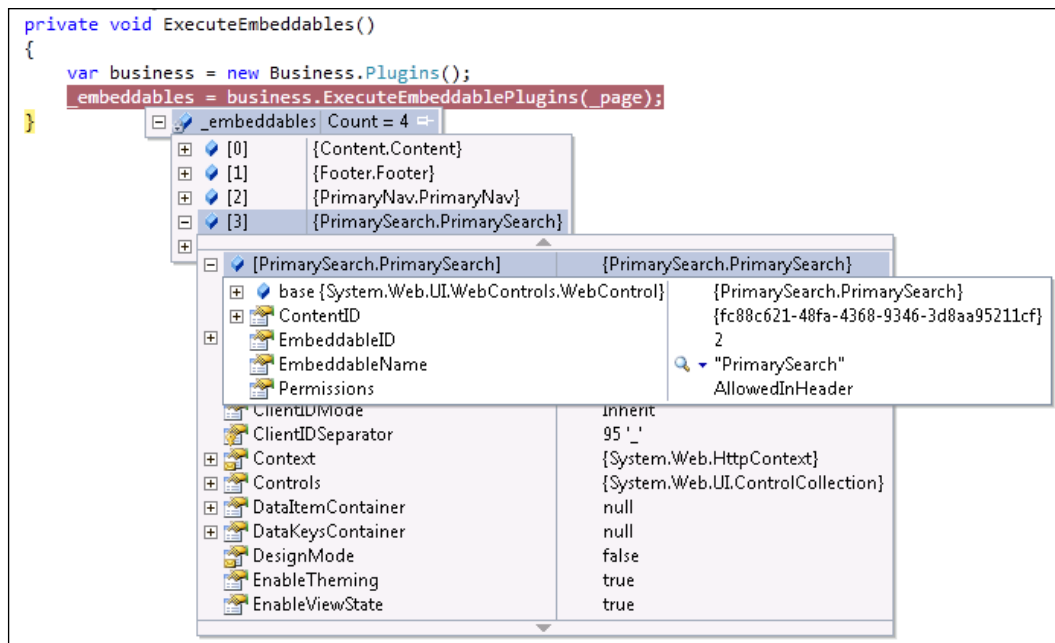 private void ExecuteEmbeddables()
{
var business = new Business.Plugins();
_embeddables = business.ExecuteEmbeddablePlugins(_page);
}
_embeddables Count = 4
[0] {Content.Content}
[1] {Footer.Footer}
[2] {PrimaryNav.PrimaryNav}
[3] {PrimarySearch.PrimarySearch}
[PrimarySearch.PrimarySearch] {PrimarySearch.PrimarySearch}
base {System.Web.UI.WebControls.WebControl} {PrimarySearch.PrimarySearch}
ContentID {fc88c621-48fa-4368-9346-3d8aa95211cf}
EmbeddableID 2
EmbeddableName "PrimarySearch"
Permissions AllowedInHeader
ClientIDMode Inherit
ClientIDSeparator 95 '_'
Context {System.Web.HttpContext}
Controls {System.Web.UI.ControlCollection}
DataItemContainer null
DataKeysContainer null
DesignMode false
EnableTheming true
EnableViewState true